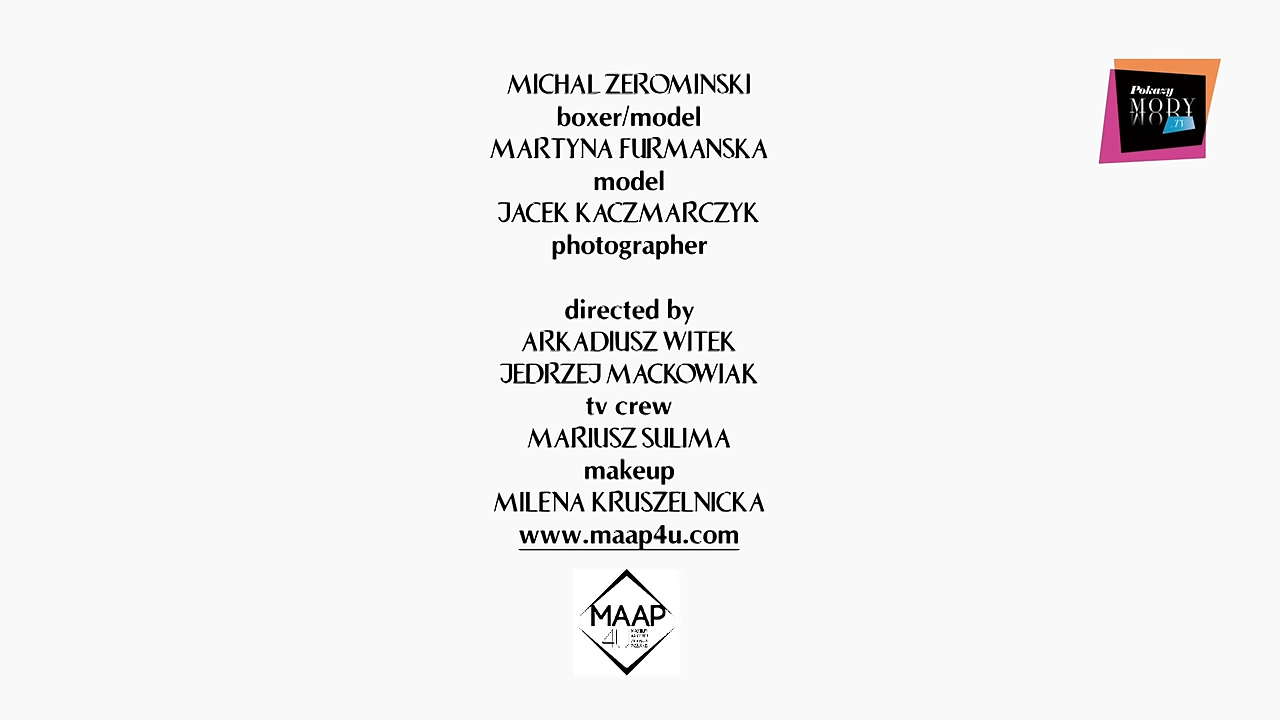 MICHAL ZEROMINSKI
boxer/model
MARTYNA FURMANSKA
model
JACEK KACZMARCZYK
photographer
directed by
ARKADIUSZ WITEK
JEDRZEJ MACKOWIAK
tv crew
MARIUSZ SULIMA
makeup
MILENA KRUSZELNICKA
www.maap4u.com
MAAP
4U
Pokazy
MODY
.TV